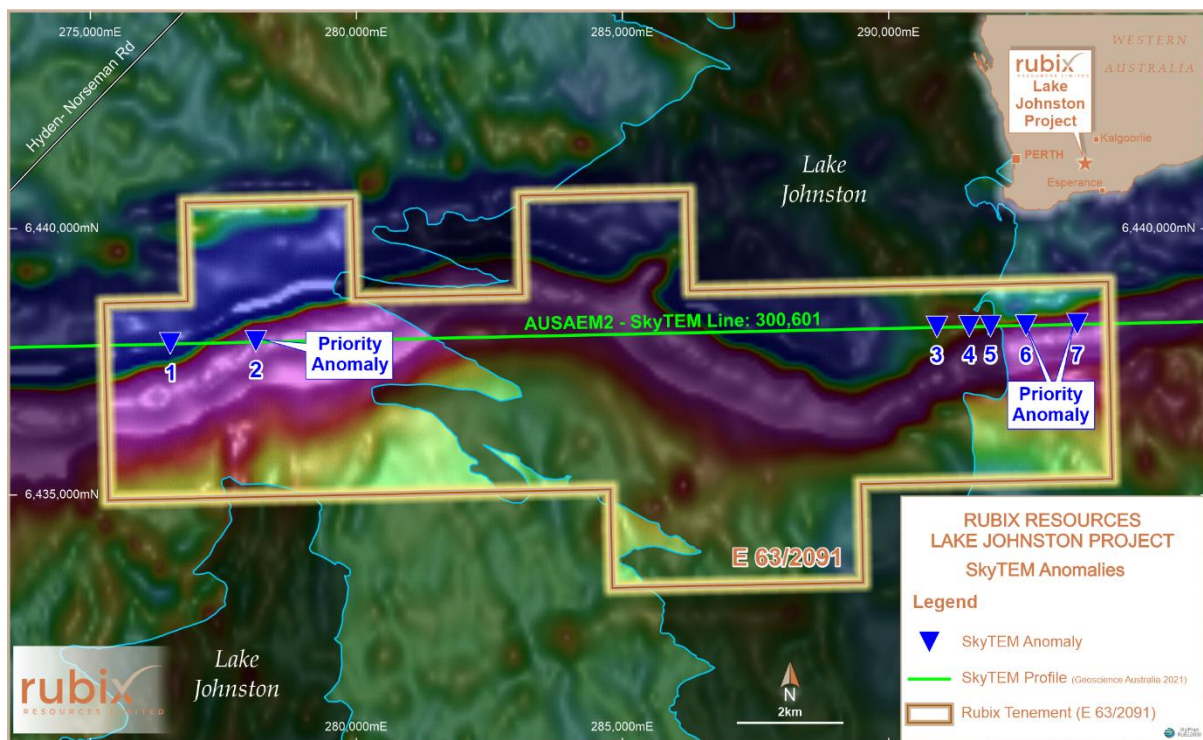 275,000mE
280,000mE
285,000mE
290,000mE
Hyden- Norseman Rd
WESTERN
AUSTRALIA
rubix
RESOURCES LIMITED
Lake
Johnston
Project
Kalgoorlie
PERTH
Esperance
Lake
Johnston
6,440,000mN
6,440,000mN
AUSAEM2 - SkyTEM Line: 300,601
1
2
Priority
Anomaly
3
4
5
6
7
Priority
Anomaly
6,435,000mN
E 63/2091
RUBIX RESOURCES
LAKE JOHNSTON PROJECT
SkyTEM Anomalies
Legend
SkyTEM Anomaly
SkyTEM Profile (Geoscience Australia 2021)
Rubix Tenement (E 63/2091)
rubix
RESOURCES LIMITED
Lake
Johnston
280,000mE
285,000mE
N
2km